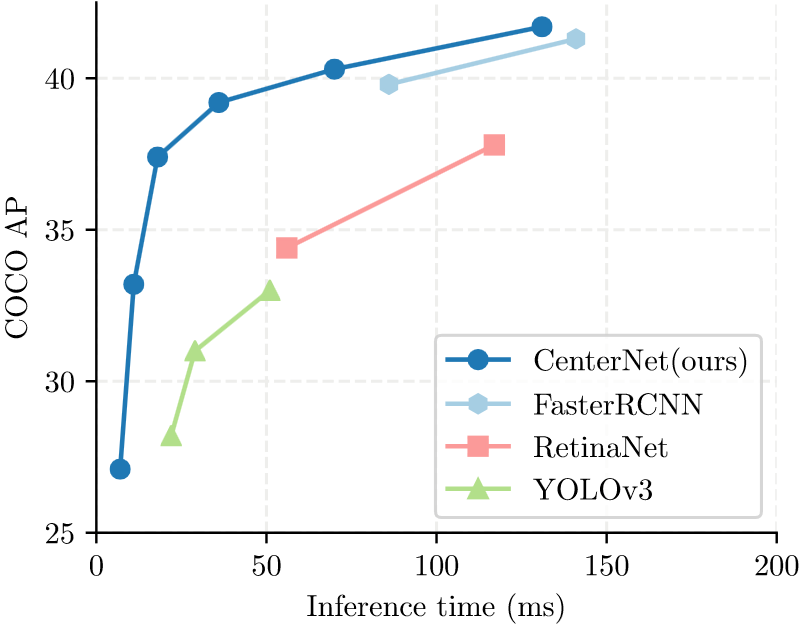 40
35
30
25
COCO AP
0 50 100 150 200
Inference time (ms)
CenterNet(ours)
FasterRCNN
RetinaNet
YOLOv3